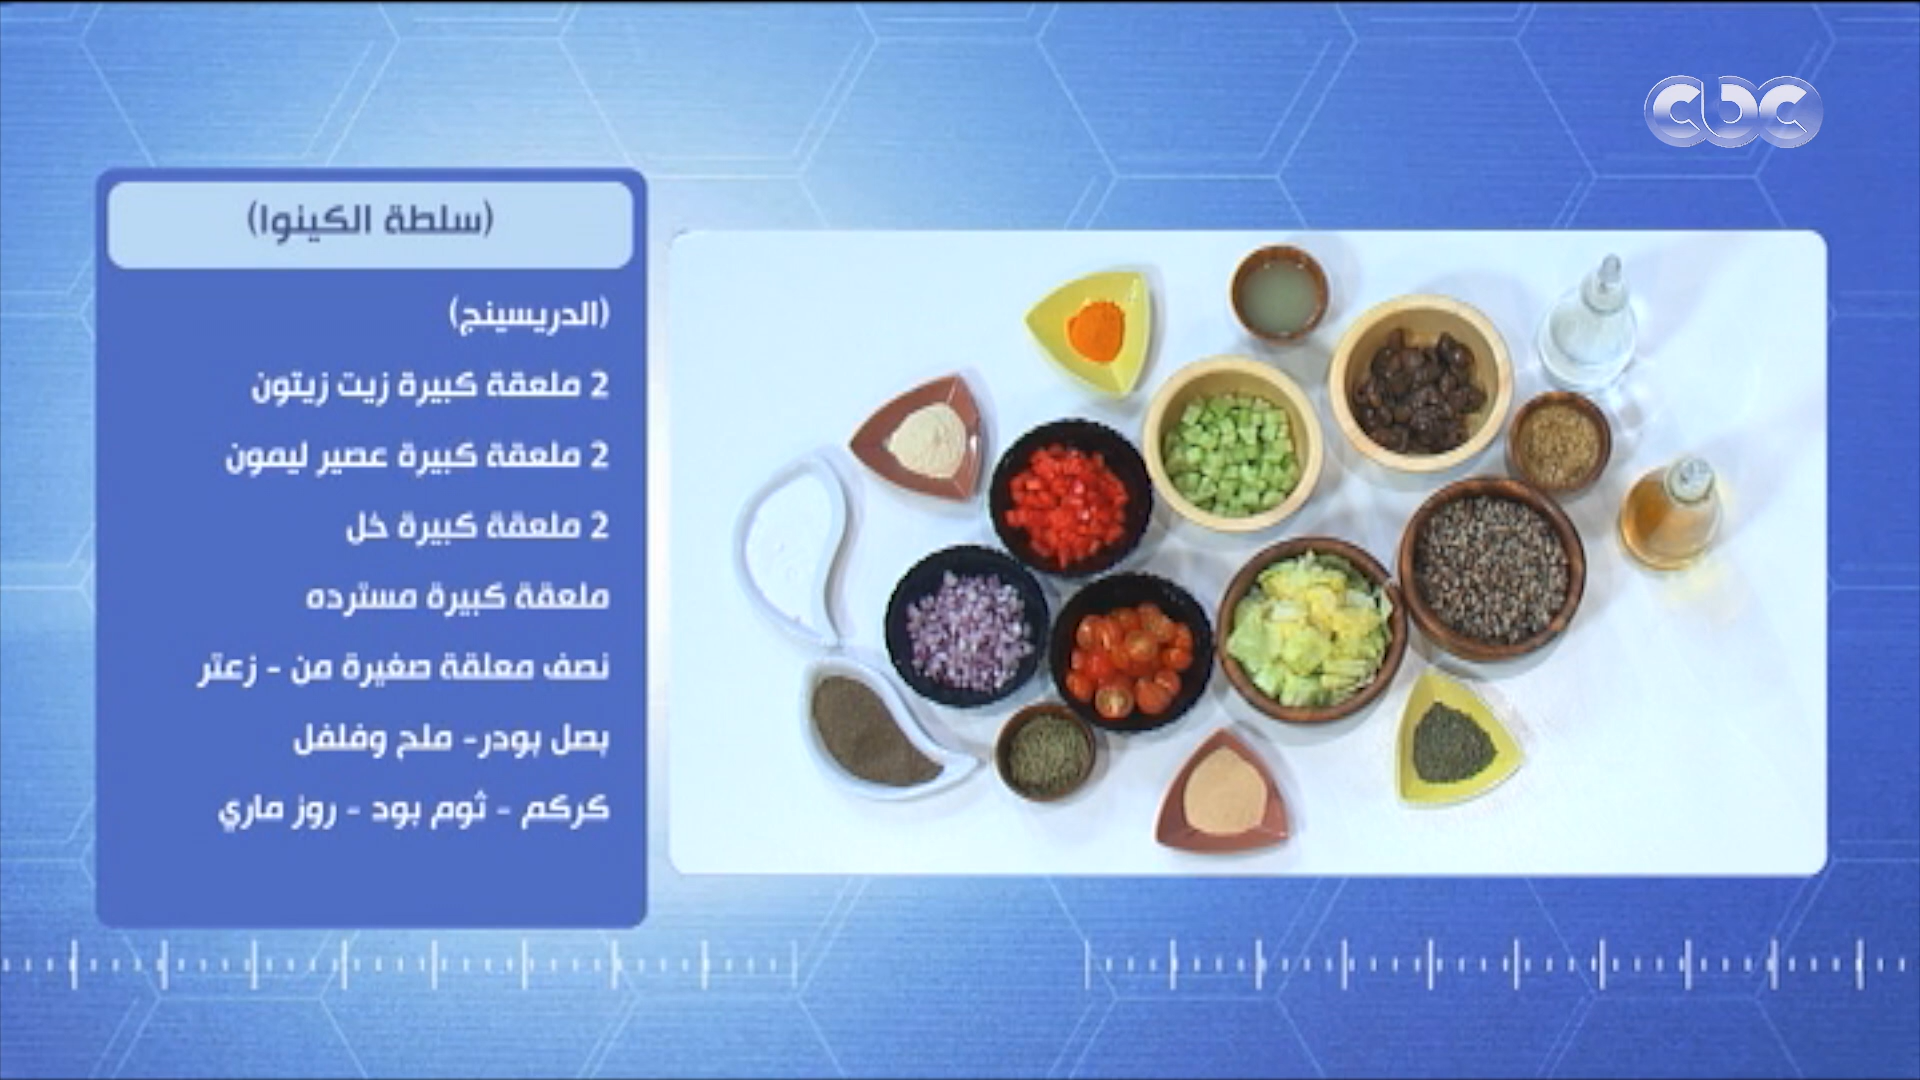 cbc
(سلطة الكينوا)
(الدريسينج)
2 ملعقة كبيرة زيت زيتون
2 ملعقة كبيرة عصير ليمون
2 ملعقة كبيرة خل
ملعقة كبيرة مسترده
نصف معلقة صغيرة من - زعتر
بصل بودر- ملح وفلفل
كركم - ثوم بود - روز ماري